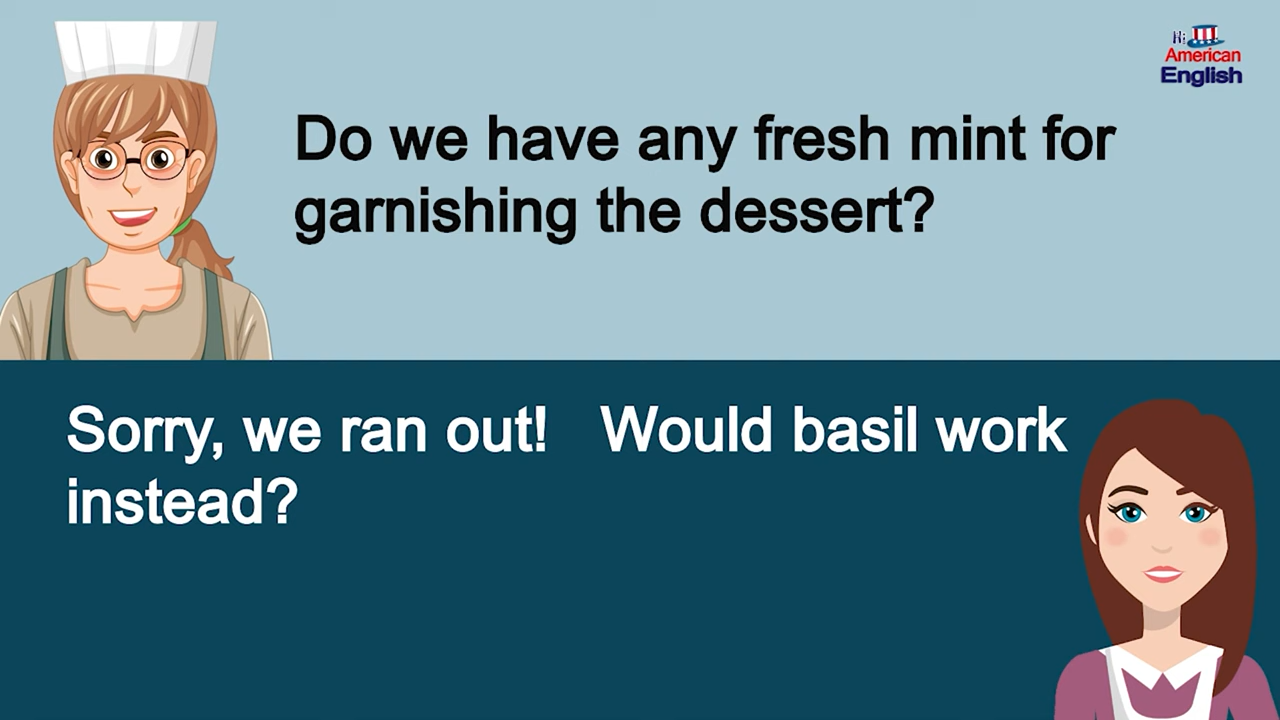 Hi
American
English
Do we have any fresh mint for
garnishing the dessert?
Sorry, we ran out! Would basil work
instead?